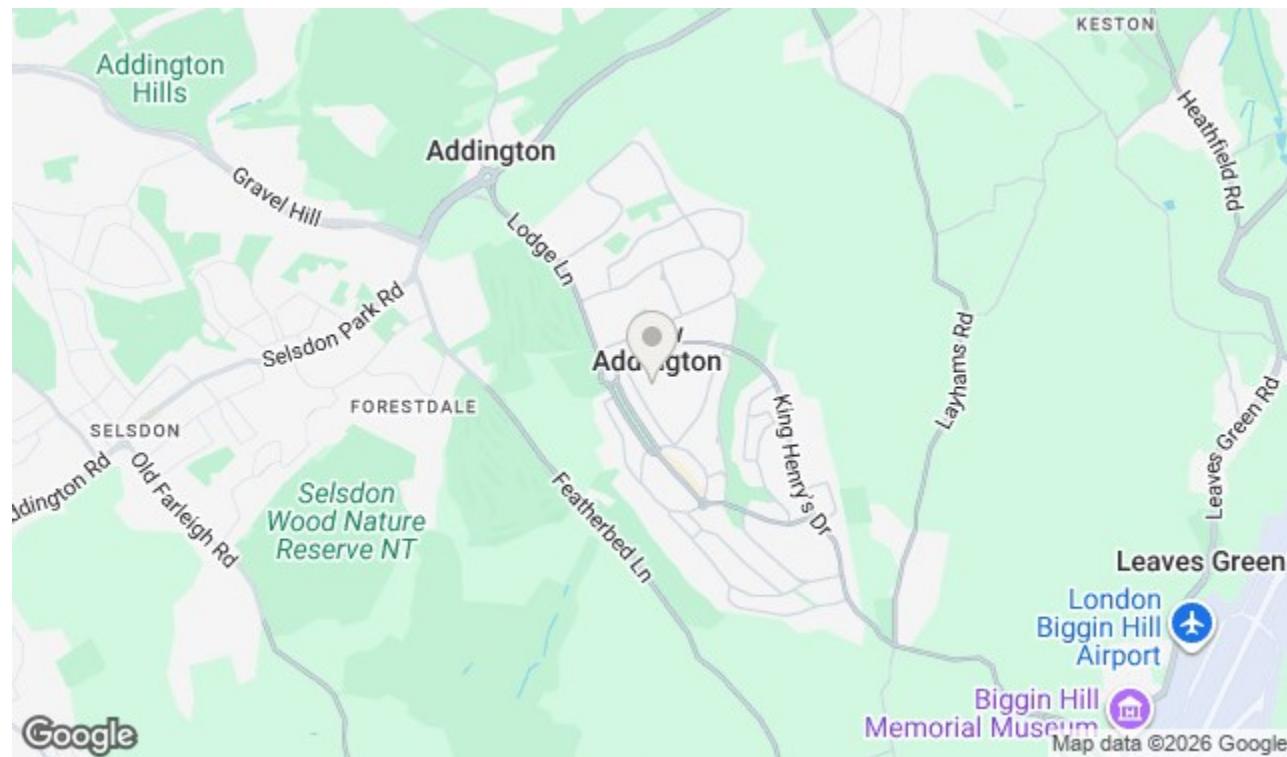 KESTON
Addington
Hills
Heathfield Rd
Addington
Gravel Hill
Lodge Ln
Selsdon Park Rd
Addington
Layhams Rd
King Henry's Dr
Leaves Green Rd
FORESTDALE
SELSDON
ddington Rd
Old Farleigh Rd
Selsdon
Wood Nature
Reserve NT
Featherbed Ln
Leaves Green
London
Biggin Hill
Airport
Biggin Hill
Memorial Museum
Google
Map data ©2026 Google